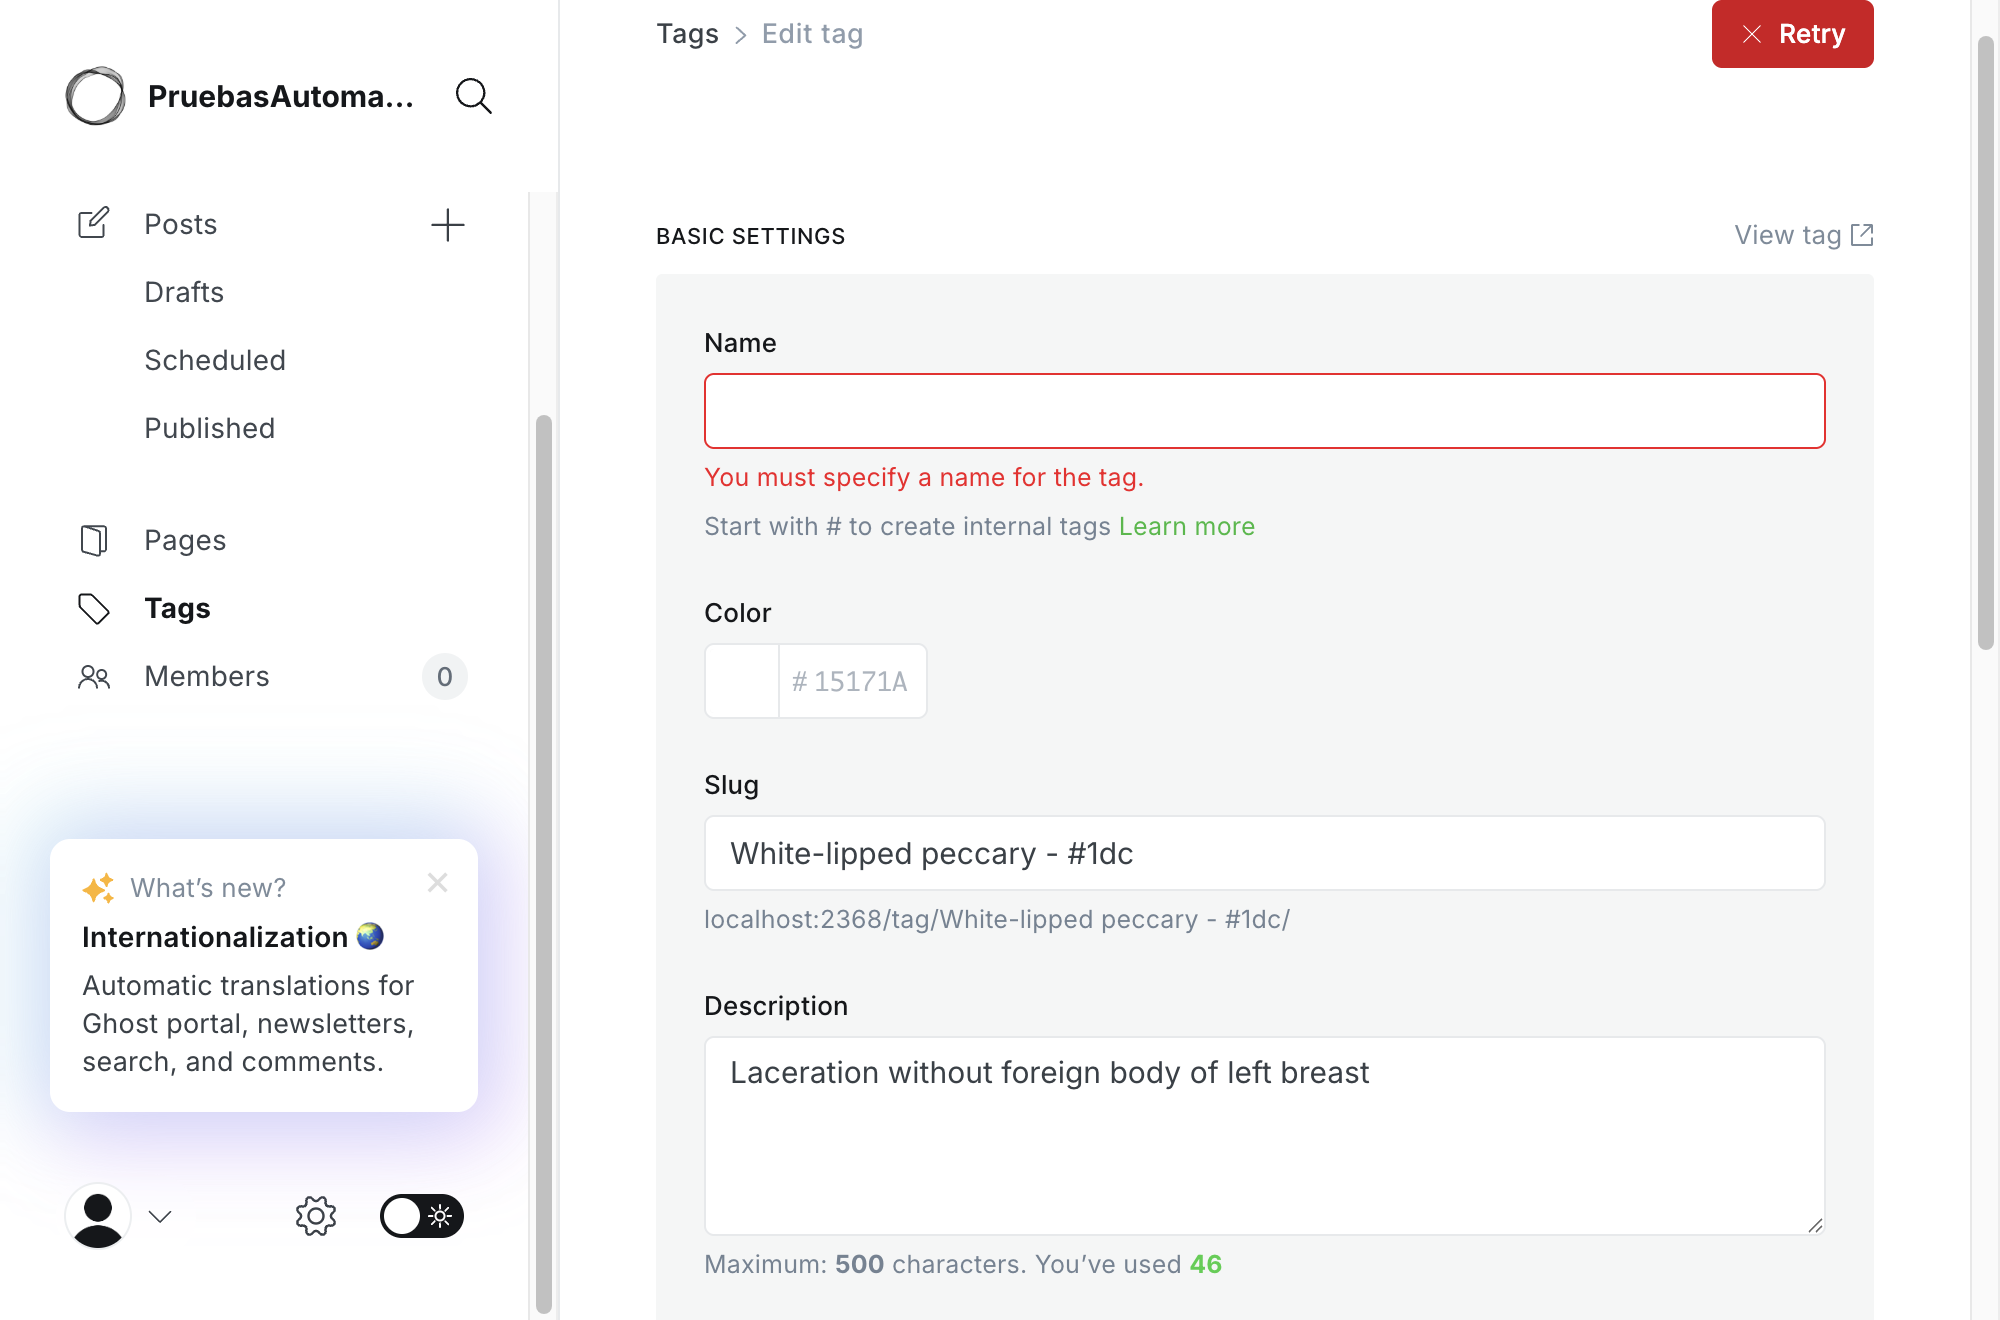 PruebasAutoma...
Posts
Drafts
Scheduled
Published
Pages
Tags
Members
0
What's new?
Internationalization
Automatic translations for
Ghost portal, newsletters,
search, and comments.
Tags > Edit tag
Retry
BASIC SETTINGS
View tag
Name
You must specify a name for the tag.
Start with # to create internal tags Learn more
Color
# 15171A
Slug
White-lipped peccary - #1dc
localhost:2368/tag/White-lipped peccary - #1dc/
Description
Laceration without foreign body of left breast
Maximum: 500 characters. You’ve used 46